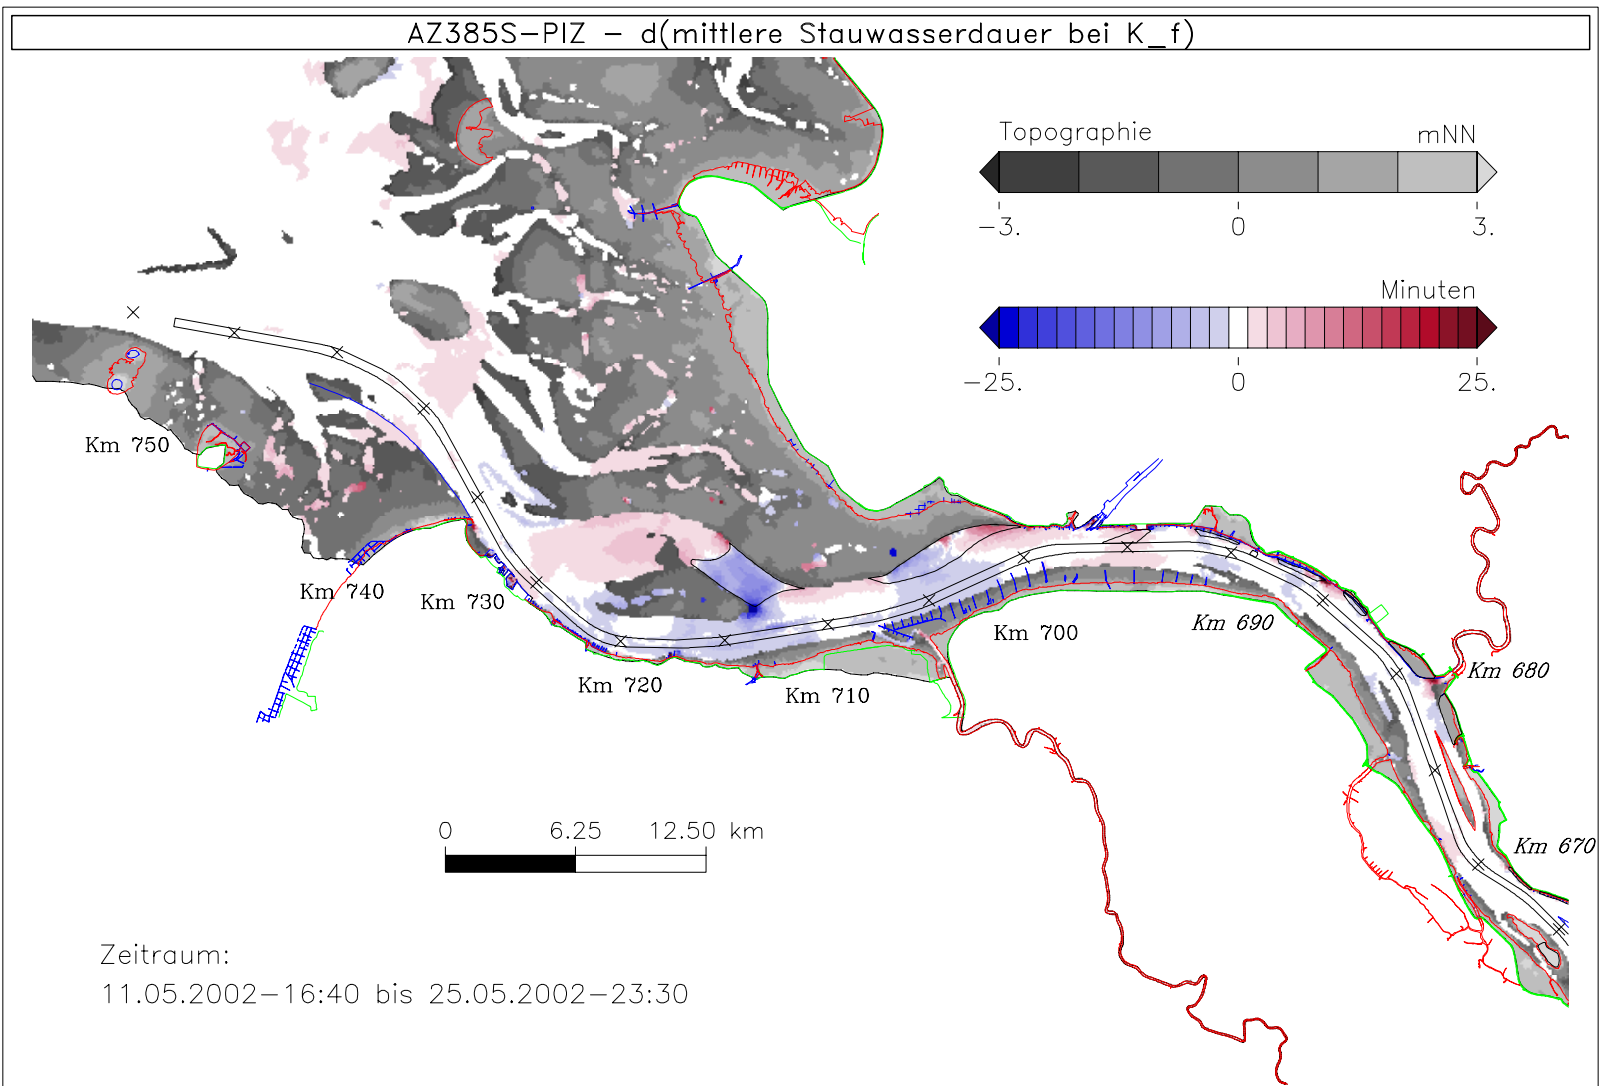 AZ385S-PIZ - d(mittlere Stauwasserdauer bei K_f)
Topographie mNN
-3. 0 3.
Minuten
-25. 0 25.
Km 750
Km 740
Km 730
Km 720
Km 710
Km 700
Km 690
Km 680
Km 670
0 6.25 12.50 km
Zeitraum:
11.05.2002-16:40 bis 25.05.2002-23:30